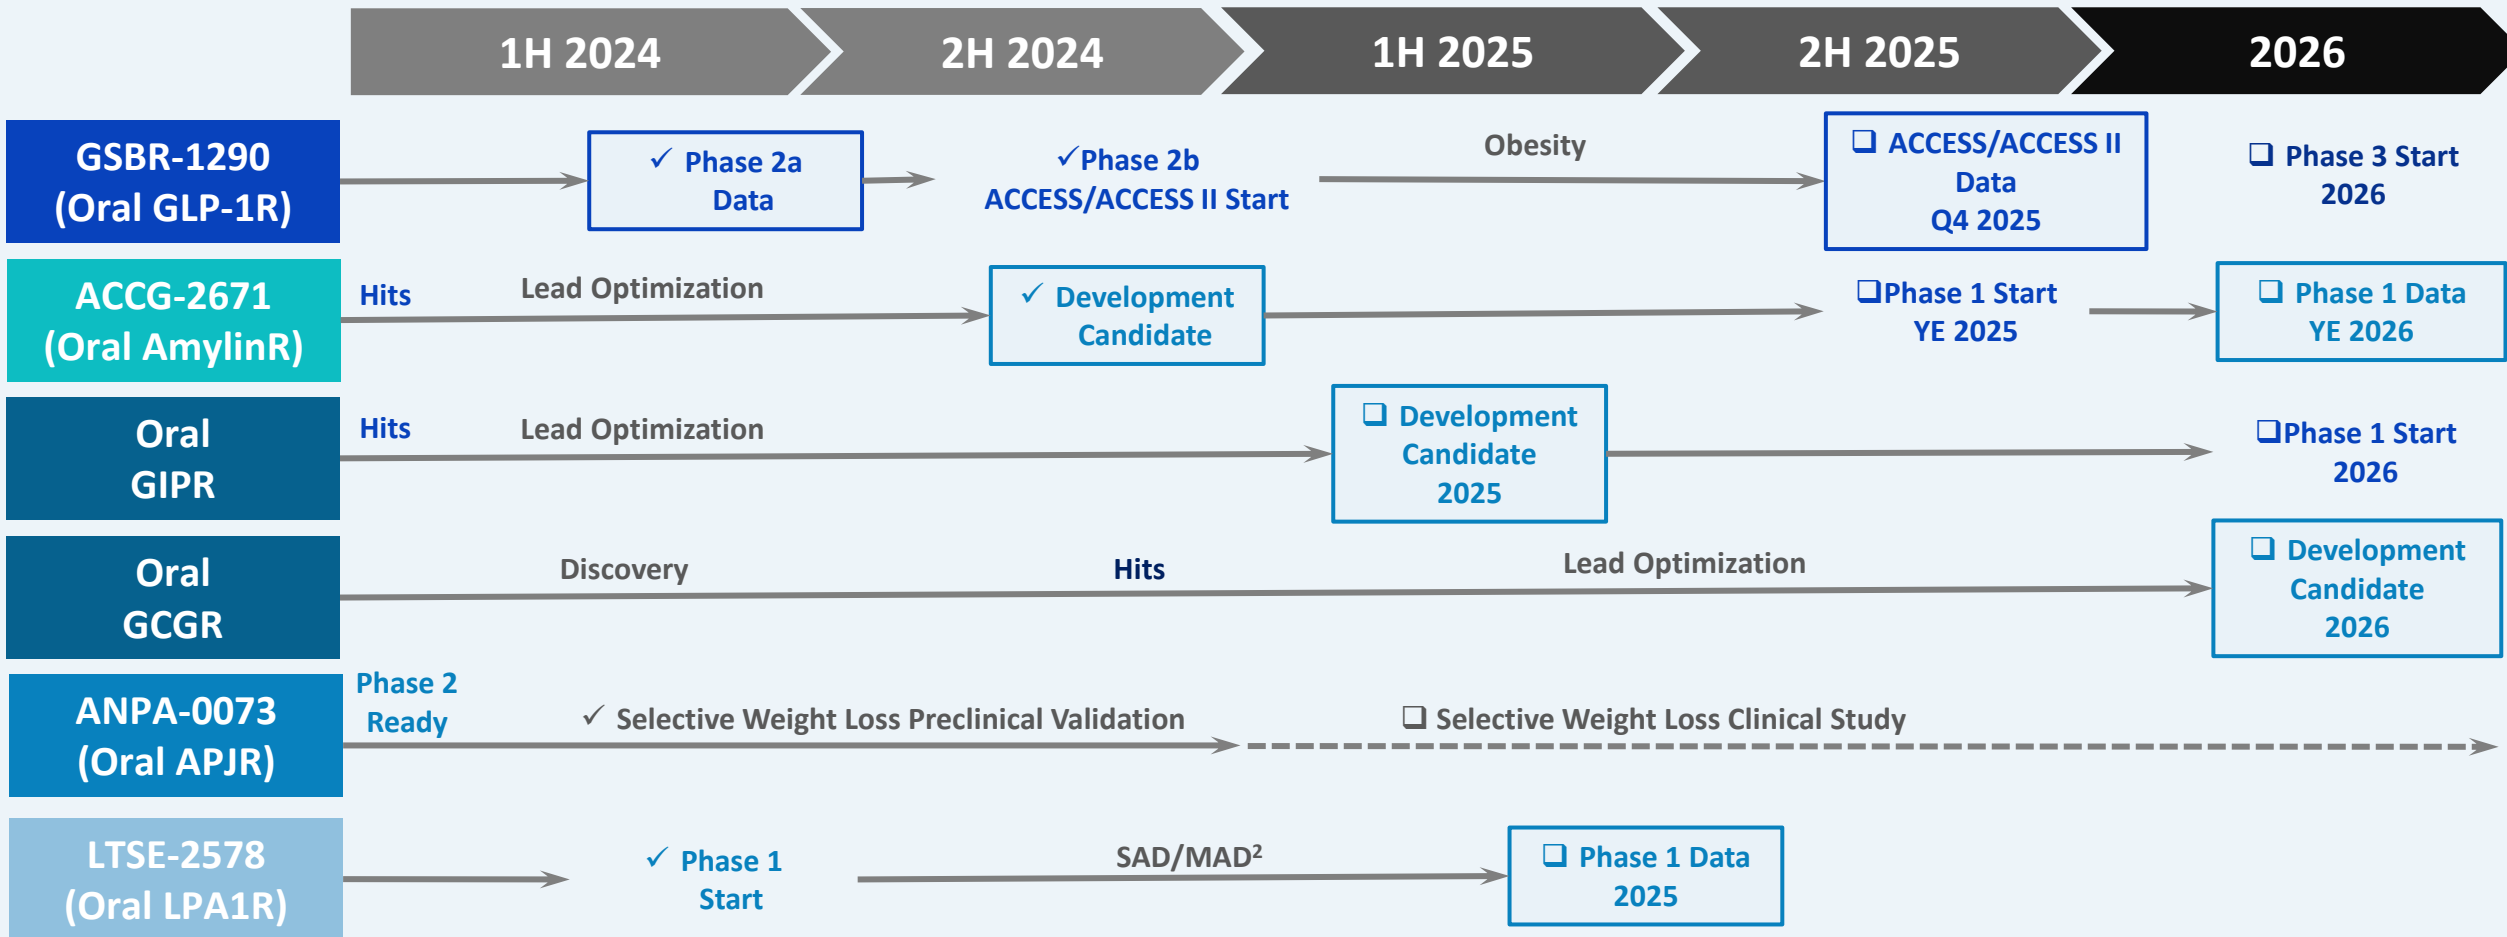 1H 2024
2H 2024
1H 2025
2H 2025
2026
GSBR-1290
(Oral GLP-1R)
✓ Phase 2a
Data
✓Phase 2b
ACCESS/ACCESS II Start
Obesity
❑ ACCESS/ACCESS II
Data
Q4 2025
❑ Phase 3 Start
2026
ACCG-2671
(Oral AmylinR)
Hits
Lead Optimization
✓ Development
Candidate
❑Phase 1 Start
YE 2025
❑ Phase 1 Data
YE 2026
Oral
GIPR
Hits
Lead Optimization
❑ Development
Candidate
2025
❑Phase 1 Start
2026
Oral
GCGR
Discovery
Hits
Lead Optimization
❑ Development
Candidate
2026
ANPA-0073
(Oral APJR)
Phase 2
Ready
✓ Selective Weight Loss Preclinical Validation
❑ Selective Weight Loss Clinical Study
LTSE-2578
(Oral LPA1R)
✓ Phase 1
Start
SAD/MAD²
❑ Phase 1 Data
2025